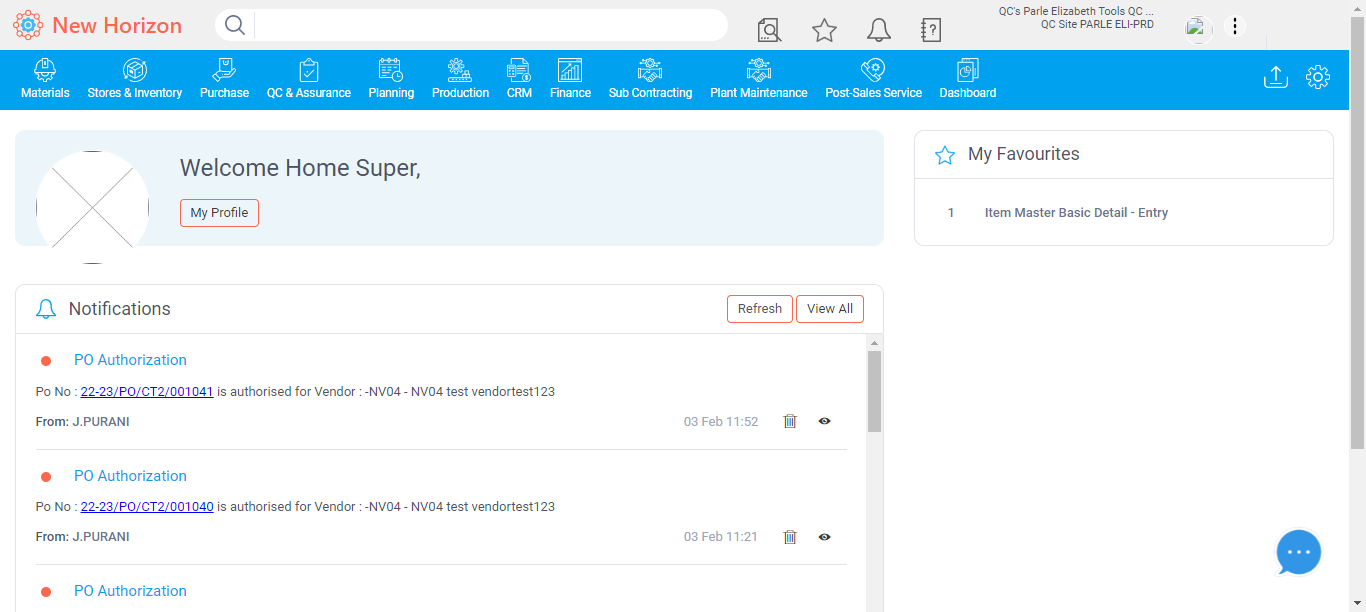 New Horizon
QC's Parle Elizabeth Tools QC ...
QC Site PARLE ELI-PRD
Materials
Stores & Inventory
Purchase
QC & Assurance
Planning
Production
CRM
Finance
Sub Contracting
Plant Maintenance
Post-Sales Service
Dashboard
Welcome Home Super,
My Profile
My Favourites
1 Item Master Basic Detail - Entry
Notifications
Refresh
View All
PO Authorization
Po No : 22-23/PO/CT2/001041 is authorised for Vendor : -NV04 - NV04 test vendortest123
From: J.PURANI 03 Feb 11:52
PO Authorization
Po No : 22-23/PO/CT2/001040 is authorised for Vendor : -NV04 - NV04 test vendortest123
From: J.PURANI 03 Feb 11:21
PO Authorization